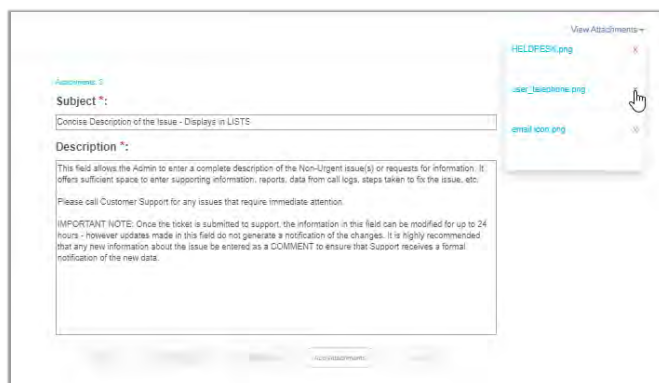 View Attachments
HELDFESK.png X
user_telephone.png
email icon.png
Attachments: 3
Subject *:
Concise Description of the Issue - Displays in LISTS
Description *:
This field allows the Admin to enter a complete description of the Non-Urgent issue(s) or requests for information. It
offers sufficient space to enter supporting information, reports, data from call logs, steps taken to fix the issue, etc.
Please call Customer Support for any issues that require immediate attention.
IMPORTANT NOTE: Once the ticket is submitted to support, the information in this field can be modified for up to 24
hours - however updates made in this field do not generate a notification of the changes. It is highly recommended
that any new information about the issue be entered as a COMMENT to ensure that Support receives a formal
notification of the new data.